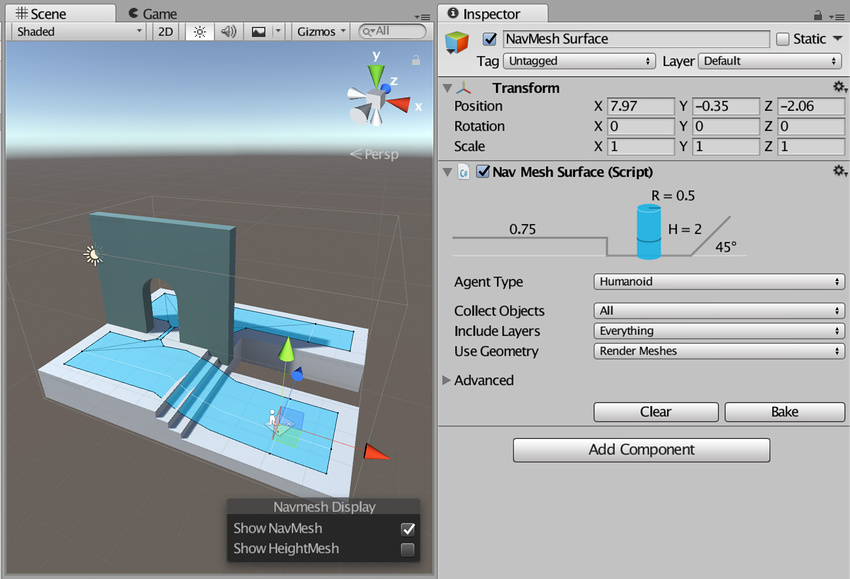 Scene
Game
Shaded
2D
Gizmos
All
y
z
x
Persp
Navmesh Display
Show NavMesh
Show HeightMesh
Inspector
NavMesh Surface
Static
Tag Untagged Layer Default
Transform
Position X 7.97 Y -0.35 Z -2.06
Rotation X 0 Y 0 Z 0
Scale X 1 Y 1 Z 1
Nav Mesh Surface (Script)
R = 0.5
0.75
H = 2
45°
Agent Type Humanoid
Collect Objects All
Include Layers Everything
Use Geometry Render Meshes
Advanced
Clear Bake
Add Component